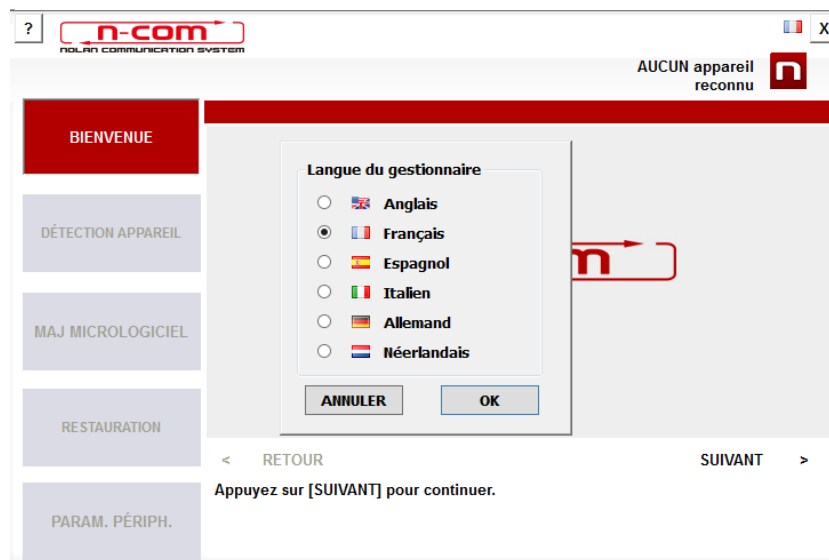 ?
n-com
NOLAN COMMUNICATION SYSTEM
X
AUCUN appareil
reconnu
n
BIENVENUE
DÉTECTION APPAREIL
MAJ MICROLOGICIEL
RESTAURATION
PARAM. PÉRIPH.
Langue du gestionnaire
Anglais
Français
Espagnol
Italien
Allemand
Néerlandais
ANNULER
OK
m
< RETOUR
SUIVANT >
Appuyez sur [SUIVANT] pour continuer.